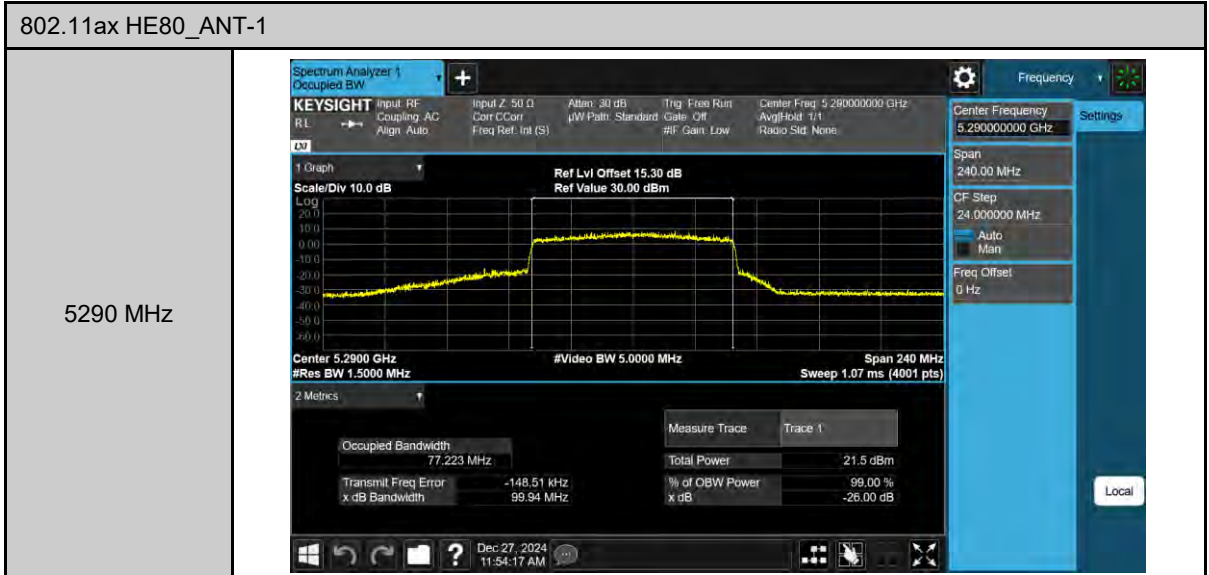 802.11ax HE80_ANT-1
5290 MHz
Spectrum Analyzer 1
Occupied BW
+
Frequency
KEYSIGHT Input: RF Input Z: 50 Ω Atten: 30 dB Trig: Free Run Center Freq: 5.290000000 GHz
RL Coupling: AC Corr CCorr µW Path: Standard Gate: Off Avg|Hold: 1/1
Align: Auto Freq Ref: Int (S) #IF Gain: Low Radio Std: None
LXI
1 Graph
Ref Lvl Offset 15.30 dB
Scale/Div 10.0 dB Ref Value 30.00 dBm
Log
20.0
10.0
0.00
-10.0
-20.0
-30.0
-40.0
-50.0
-60.0
Center 5.2900 GHz #Video BW 5.0000 MHz Span 240 MHz
#Res BW 1.5000 MHz Sweep 1.07 ms (4001 pts)
2 Metrics
Measure Trace Trace 1
Occupied Bandwidth
77.223 MHz Total Power 21.5 dBm
Transmit Freq Error -148.51 kHz % of OBW Power 99.00 %
x dB Bandwidth 99.94 MHz x dB -26.00 dB
Center Frequency
5.290000000 GHz
Settings
Span
240.00 MHz
CF Step
24.000000 MHz
Auto
Man
Freq Offset
0 Hz
Local
?
Dec 27, 2024
11:54:17 AM